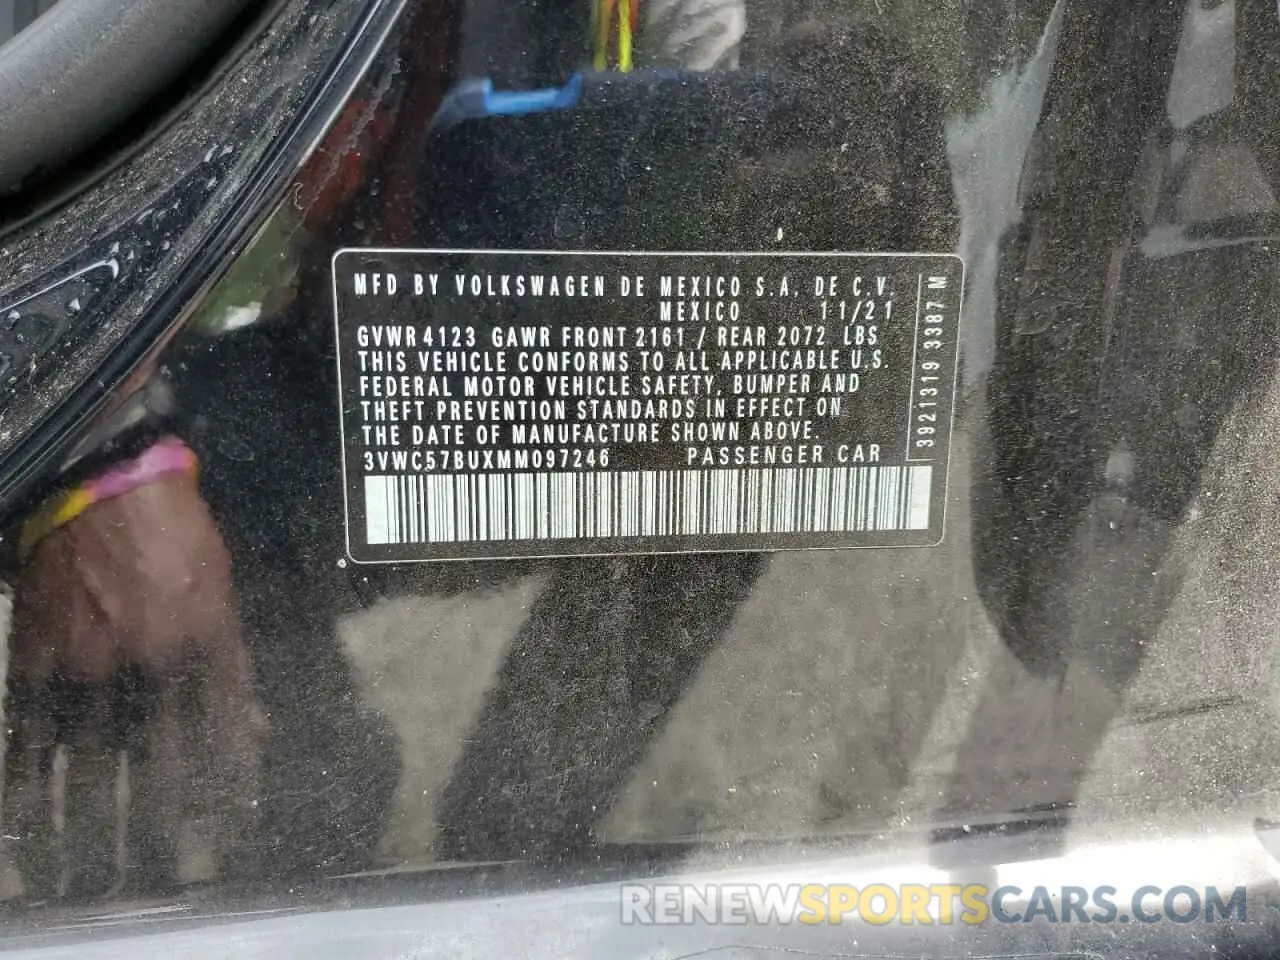 MFD BY VOLKSWAGEN DE MEXICO S.A. DE C.V.
MEXICO 11/21
GVWR 4123 GAWR FRONT 2161 / REAR 2072 LBS
THIS VEHICLE CONFORMS TO ALL APPLICABLE U.S.
FEDERAL MOTOR VEHICLE SAFETY, BUMPER AND
THEFT PREVENTION STANDARDS IN EFFECT ON
THE DATE OF MANUFACTURE SHOWN ABOVE.
3VWC57BUXMM097246 PASSENGER CAR
3921319 3387 M
RENEWSPORTSCARS.COM